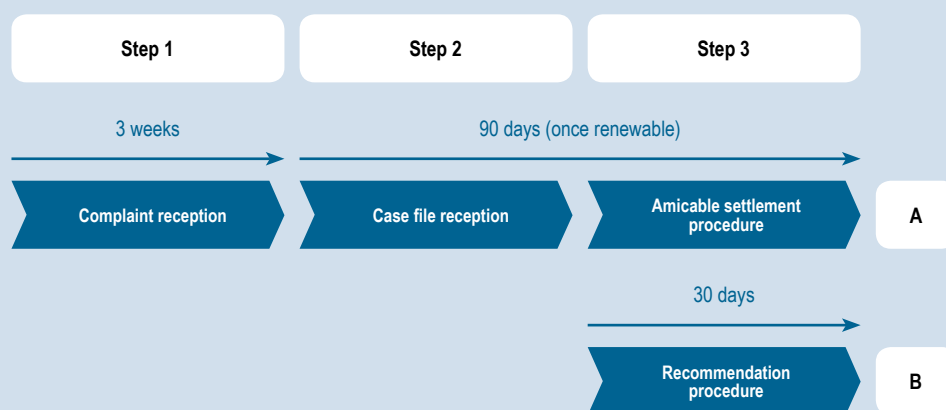 Step 1
Step 2
Step 3
3 weeks
90 days (once renewable)
Complaint reception
Case file reception
Amicable settlement
procedure
A
30 days
Recommendation
procedure
B